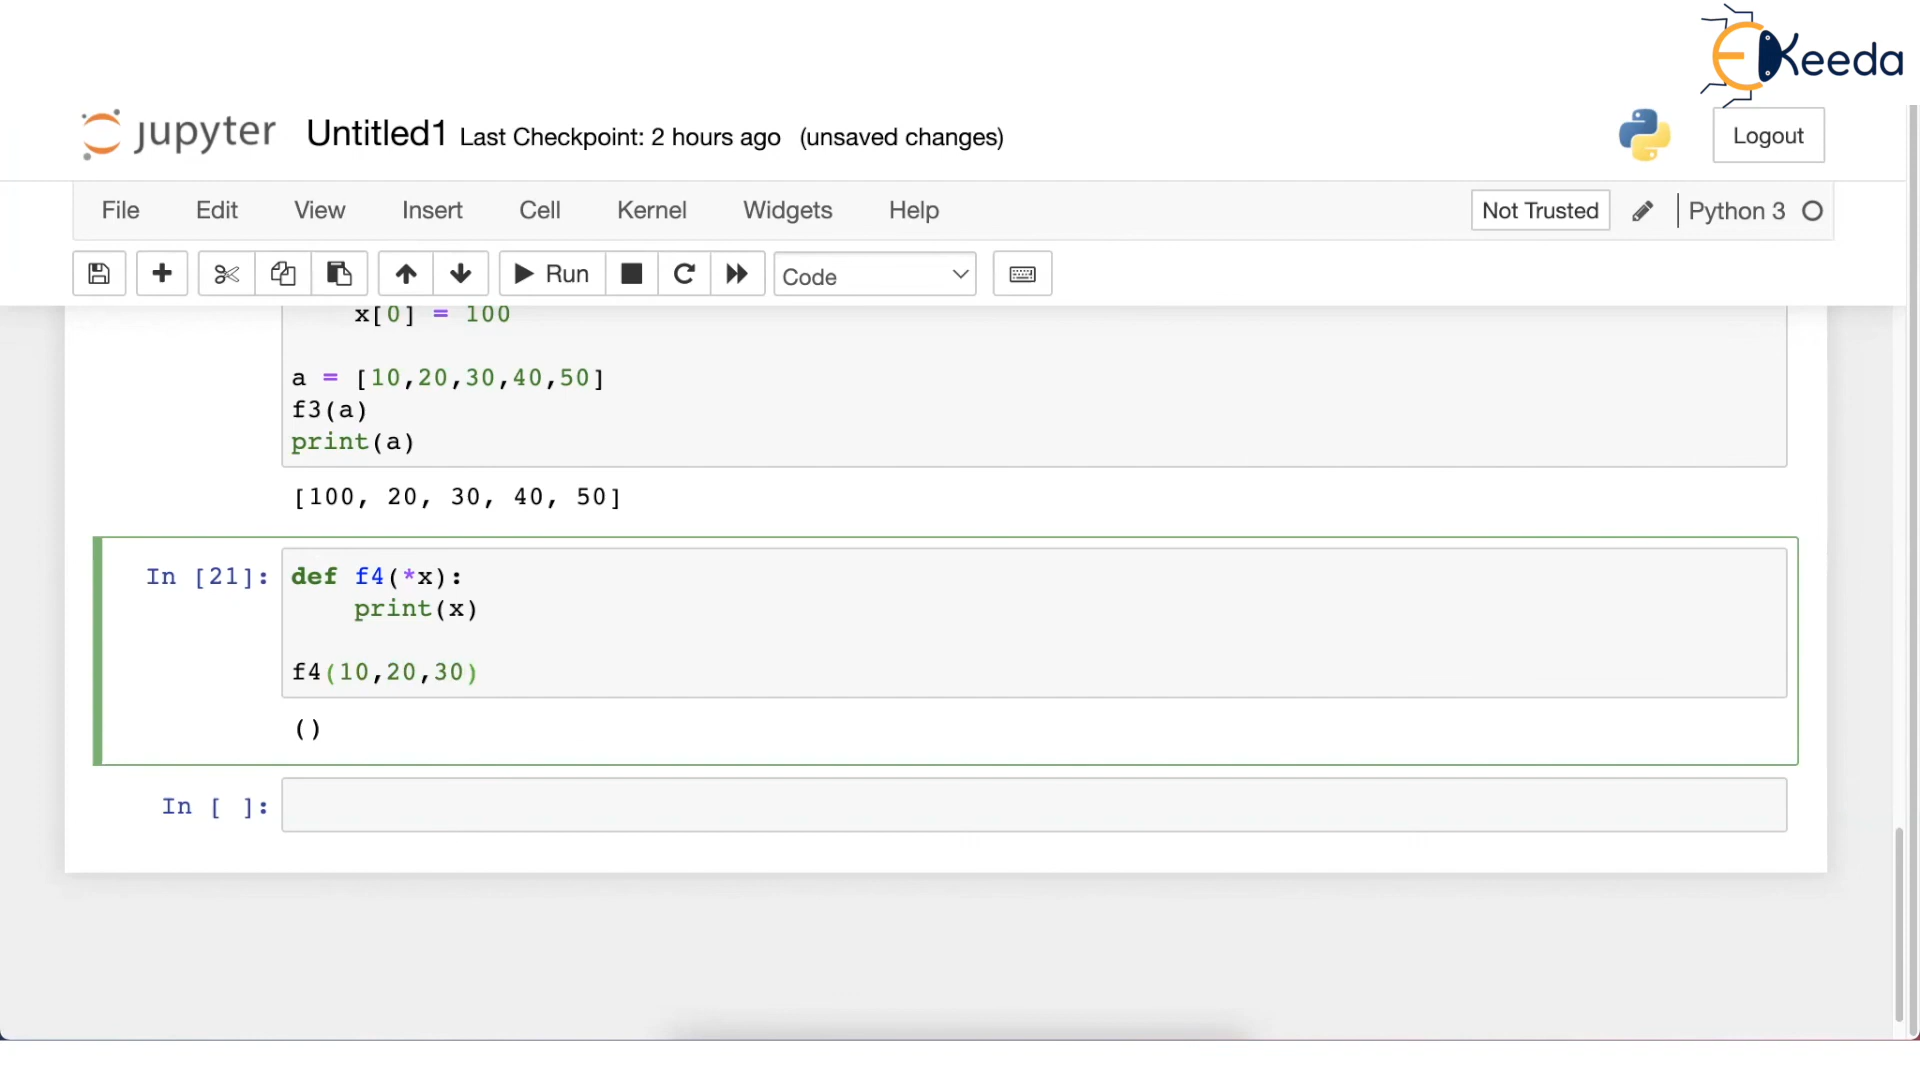 EKeeda
jupyter Untitled1 Last Checkpoint: 2 hours ago (unsaved changes)
Logout
File Edit View Insert Cell Kernel Widgets Help
Not Trusted Python 3
Run Code
x[0] = 100
a = [10,20,30,40,50]
f3(a)
print(a)
[100, 20, 30, 40, 50]
In [21]: def f4(*x):
print(x)
f4(10,20,30)
()
In [ ]: